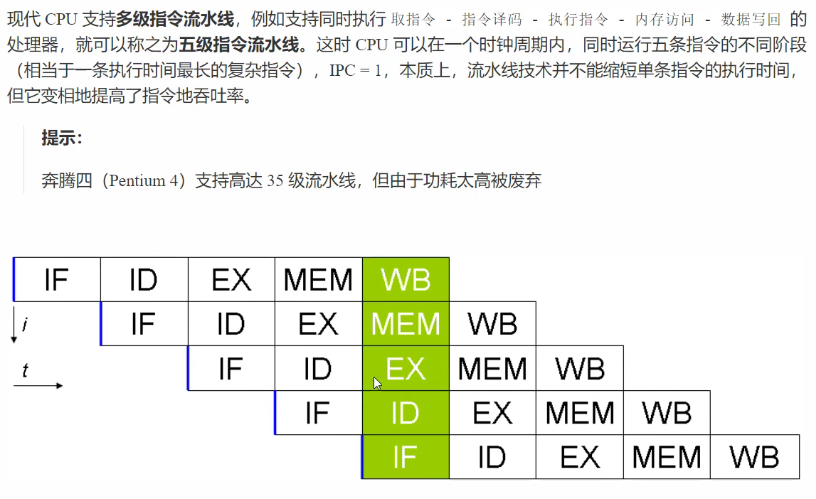 现代 CPU 支持多级指令流水线，例如支持同时执行 取指令 - 指令译码 - 执行指令 - 内存访问 - 数据写回 的
处理器，就可以称之为五级指令流水线。这时 CPU 可以在一个时钟周期内，同时运行五条指令的不同阶段
（相当于一条执行时间最长的复杂指令），IPC = 1，本质上，流水线技术并不能缩短单条指令的执行时间，
但它变相地提高了指令地吞吐率。
提示：
奔腾四（Pentium 4）支持高达 35 级流水线，但由于功耗太高被废弃
IF ID EX MEM WB
i IF ID EX MEM WB
t IF ID EX MEM WB
IF ID EX MEM WB
IF ID EX MEM WB